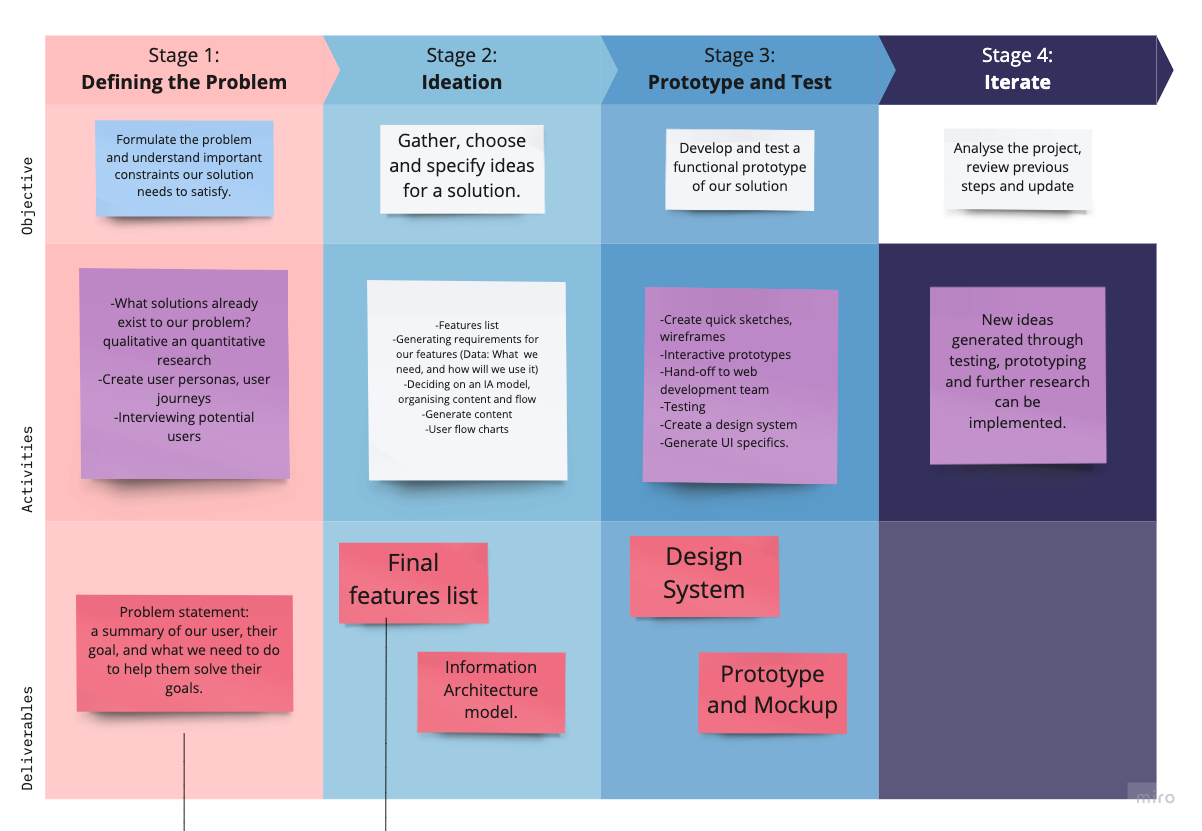 Stage 1:
Defining the Problem
Stage 2:
Ideation
Stage 3:
Prototype and Test
Stage 4:
Iterate
Objective
Formulate the problem
and understand important
constraints our solution
needs to satisfy.
Gather, choose
and specify ideas
for a solution.
Develop and test a
functional prototype
of our solution
Analyse the project,
review previous
steps and update
Activities
-What solutions already
exist to our problem?
qualitative an quantitative
research
-Create user personas, user
journeys
-Interviewing potential
users
-Features list
-Generating requirements for
our features (Data: What we
need, and how will we use it)
-Deciding on an IA model,
organising content and flow
-Generate content
-User flow charts
-Create quick sketches,
wireframes
-Interactive prototypes
-Hand-off to web
development team
-Testing
-Create a design system
-Generate UI specifics.
New ideas
generated through
testing, prototyping
and further research
can be
implemented.
Deliverables
Problem statement:
a summary of our user, their
goal, and what we need to do
to help them solve their
goals.
Final
features list
Information
Architecture
model.
Design
System
Prototype
and Mockup
miro